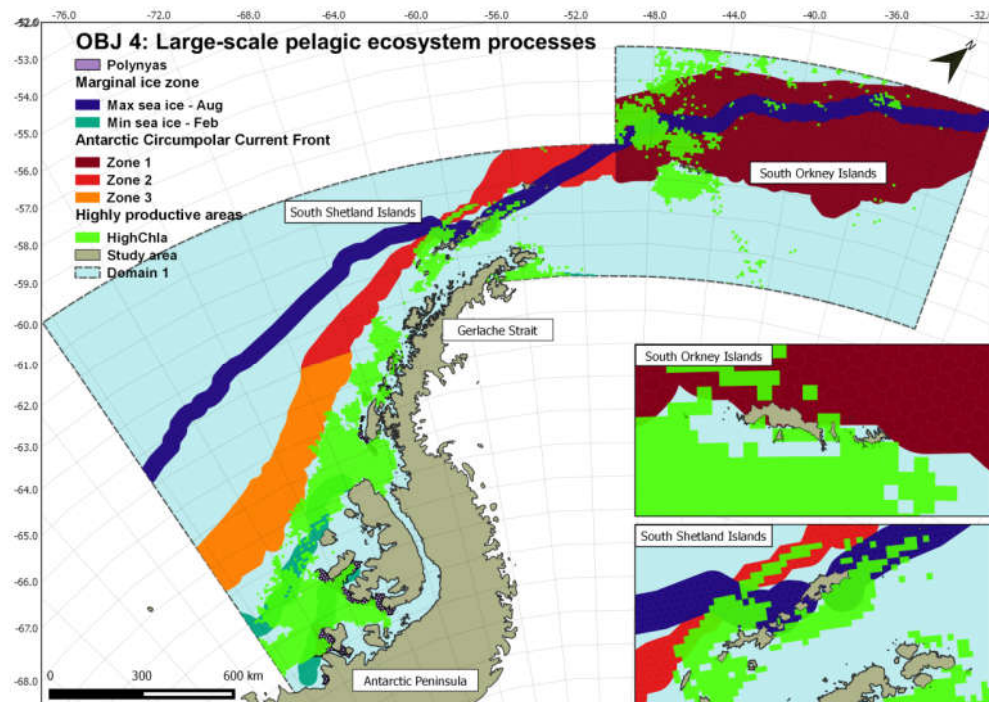 -52.0 -76.0 -72.0 -68.0 -64.0 -60.0 -56.0 -52.0 -48.0 -44.0 -40.0 -36.0 -32.0
OBJ 4: Large-scale pelagic ecosystem processes
Polynyas
Marginal ice zone
Max sea ice - Aug
Min sea ice - Feb
Antarctic Circumpolar Current Front
Zone 1
Zone 2
Zone 3
Highly productive areas
HighChla
Study area
Domain 1
N
-53.0
-54.0
-55.0
-56.0
-57.0
-58.0
-59.0
-60.0
-61.0
-62.0
-63.0
-64.0
-65.0
-66.0
-67.0
-68.0
South Orkney Islands
South Shetland Islands
Gerlache Strait
Antarctic Peninsula
0 300 600 km
South Orkney Islands
South Shetland Islands